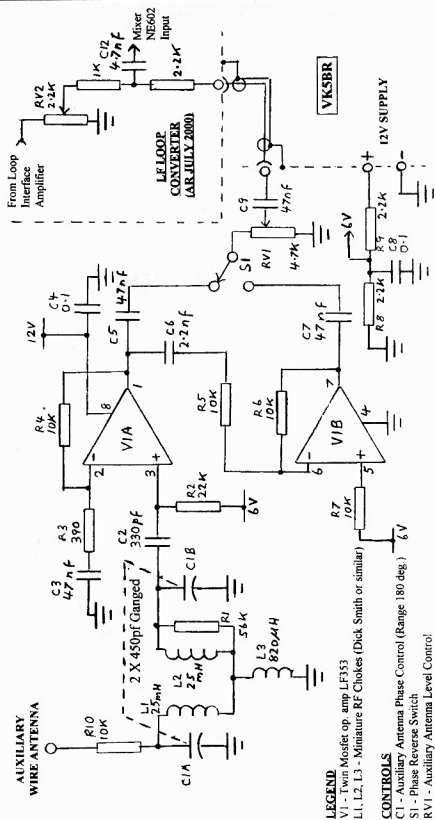 AUXILIARY
WIRE ANTENNA
R10
10K
C1A
L1
2.5mH
L2
2.5mH
R1
56K
L3
820µH
2 X 450pf Ganged
C1B
C2
330pf
R2
22K
6V
C3
47nf
R3
390
R4
10K
2
-
3
+
V1A
8
1
12V
C4
0.1
C5
47nf
C6
2.2nf
R5
10K
R6
10K
6
-
5
+
V1B
7
4
R7
10K
6V
C7
47nf
S1
RV1
4.7K
C9
47nf
6V
R8
2.2K
C8
0.1
R9
2.2K
+
-
12V SUPPLY
VK5BR
From Loop
Interface
Amplifier
RV2
2.2K
1K
C12
4.7nf
Mixer
NE602
Input
2.2K
LF LOOP
CONVERTER
(AR JULY 2000)
LEGEND
V1 - Twin Mosfet op. amp LF353
L1, L2, L3 - Miniature RF Chokes (Dick Smith or similar)
CONTROLS
C1 - Auxiliary Antenna Phase Control (Range 180 deg.)
S1 - Phase Reverse Switch
RV1 - Auxiliary Antenna Level Control